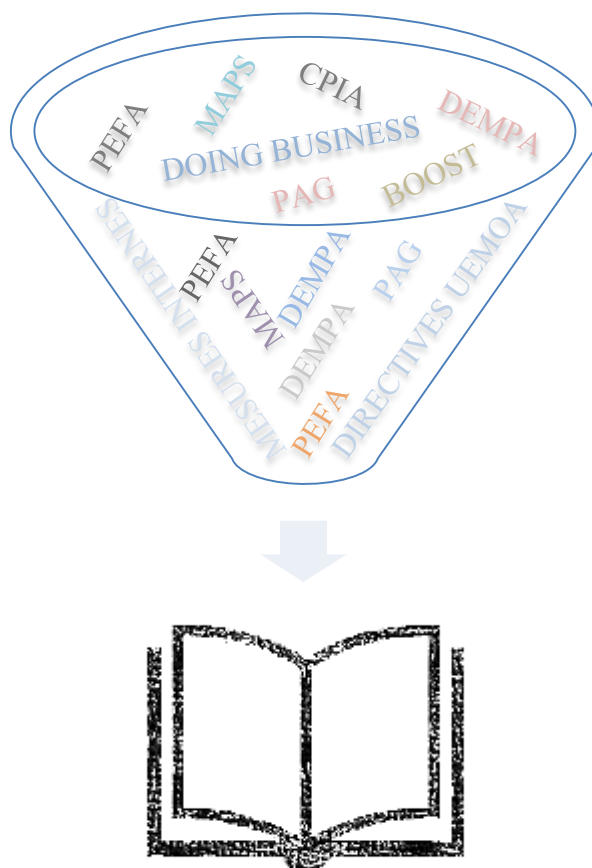 MAPS
CPIA
PEFA
DEMPA
DOING BUSINESS
BOOST
PAG
MESURES INTERNES
PEFA
MAPS
DEMPA
PAG
DIRECTIVES UEMOA
DEMPA
PEFA